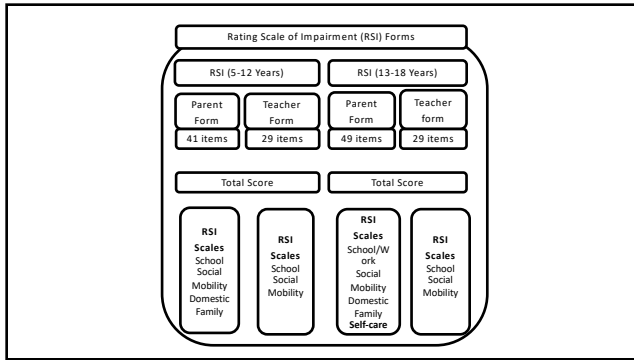 Rating Scale of Impairment (RSI) Forms
RSI (5-12 Years)
RSI (13-18 Years)
Parent
Form
Teacher
Form
Parent
Form
Teacher
form
41 items
29 items
49 items
29 items
Total Score
Total Score
RSI
Scales
School
Social
Mobility
Domestic
Family
RSI
Scales
School
Social
Mobility
RSI
Scales
School/W
ork
Social
Mobility
Domestic
Family
Self-care
RSI
Scales
School
Social
Mobility